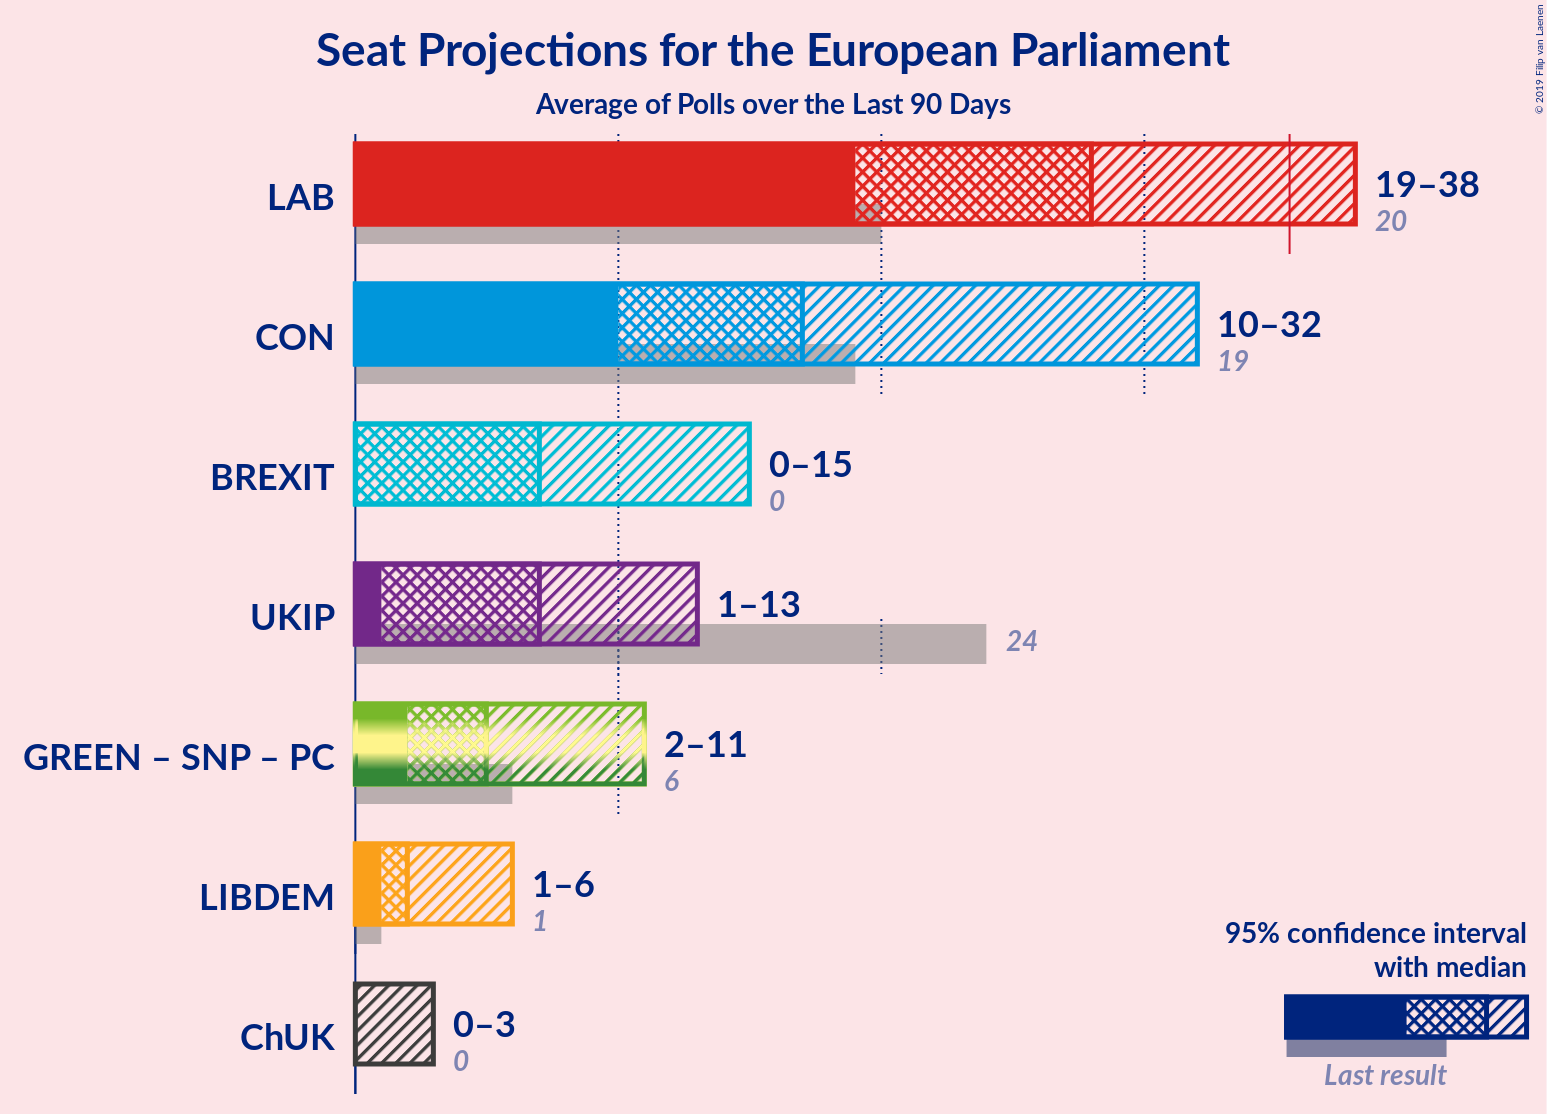 Seat Projections for the European Parliament
Average of Polls over the Last 90 Days
© 2019 Filip van Laenen
LAB
19–38
20
CON
10–32
19
BREXIT
0–15
0
UKIP
1–13
24
GREEN – SNP – PC
2–11
6
LIBDEM
1–6
1
ChUK
0–3
0
95% confidence interval
with median
Last result